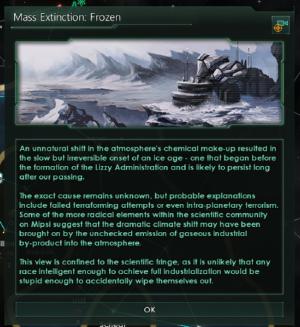 Mass Extinction: Frozen
An unnatural shift in the atmosphere's chemical make-up resulted in
the slow but irreversible onset of an ice age - one that began before
the formation of the Lizzy Administration and is likely to persist long
after our passing.
The exact cause remains unknown, but probable explanations
include failed terraforming attempts or even intra-planetary terrorism.
Some of the more radical elements within the scientific community
on Mipsi suggest that the dramatic climate shift may have been
brought on by the unchecked emission of gaseous industrial
by-product into the atmosphere.
This view is confined to the scientific fringe, as it is unlikely that any
race intelligent enough to achieve full industrialization would be
stupid enough to accidentally wipe themselves out.
OK